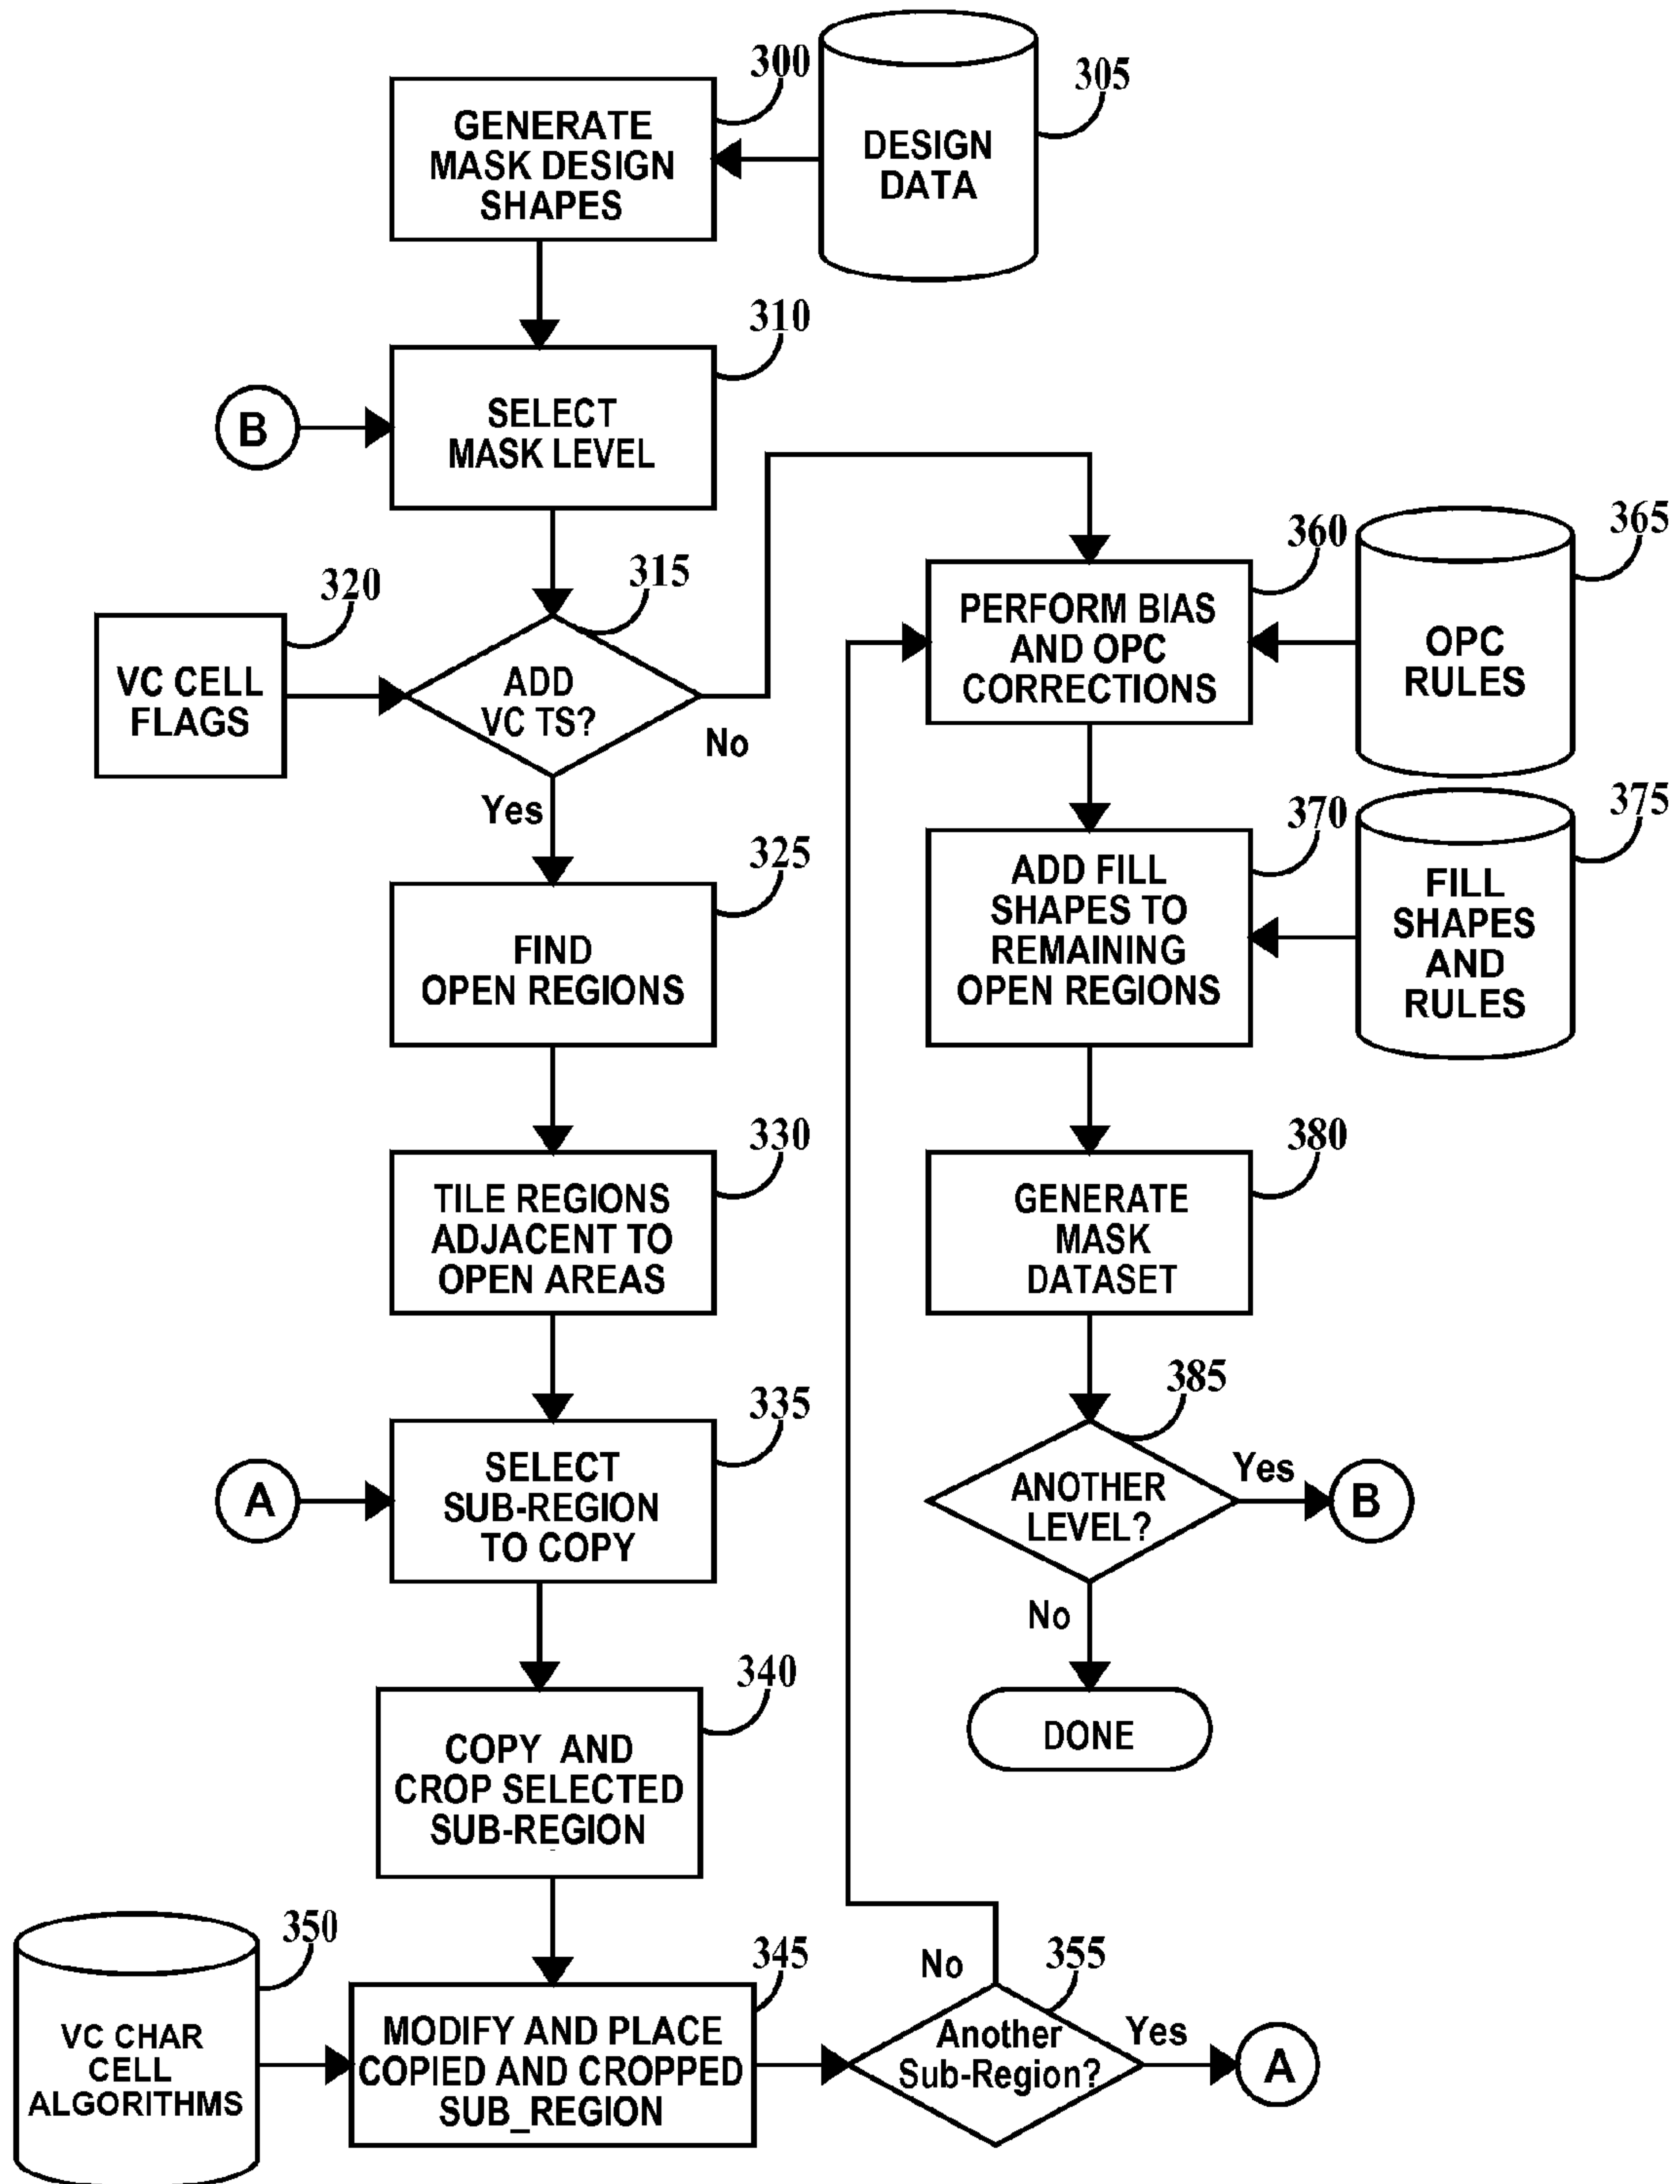 300
305
GENERATE
MASK DESIGN
SHAPES
DESIGN
DATA
310
B
SELECT
MASK LEVEL
320
315
VC CELL
FLAGS
ADD
VC TS?
No
Yes
360
365
PERFORM BIAS
AND OPC
CORRECTIONS
OPC
RULES
325
FIND
OPEN REGIONS
370
375
ADD FILL
SHAPES TO
REMAINING
OPEN REGIONS
FILL
SHAPES
AND
RULES
330
TILE REGIONS
ADJACENT TO
OPEN AREAS
380
GENERATE
MASK
DATASET
335
A
SELECT
SUB-REGION
TO COPY
385
ANOTHER
LEVEL?
Yes
B
No
DONE
340
COPY AND
CROP SELECTED
SUB-REGION
350
VC CHAR
CELL
ALGORITHMS
345
MODIFY AND PLACE
COPIED AND CROPPED
SUB_REGION
No
355
Another
Sub-Region?
Yes
A